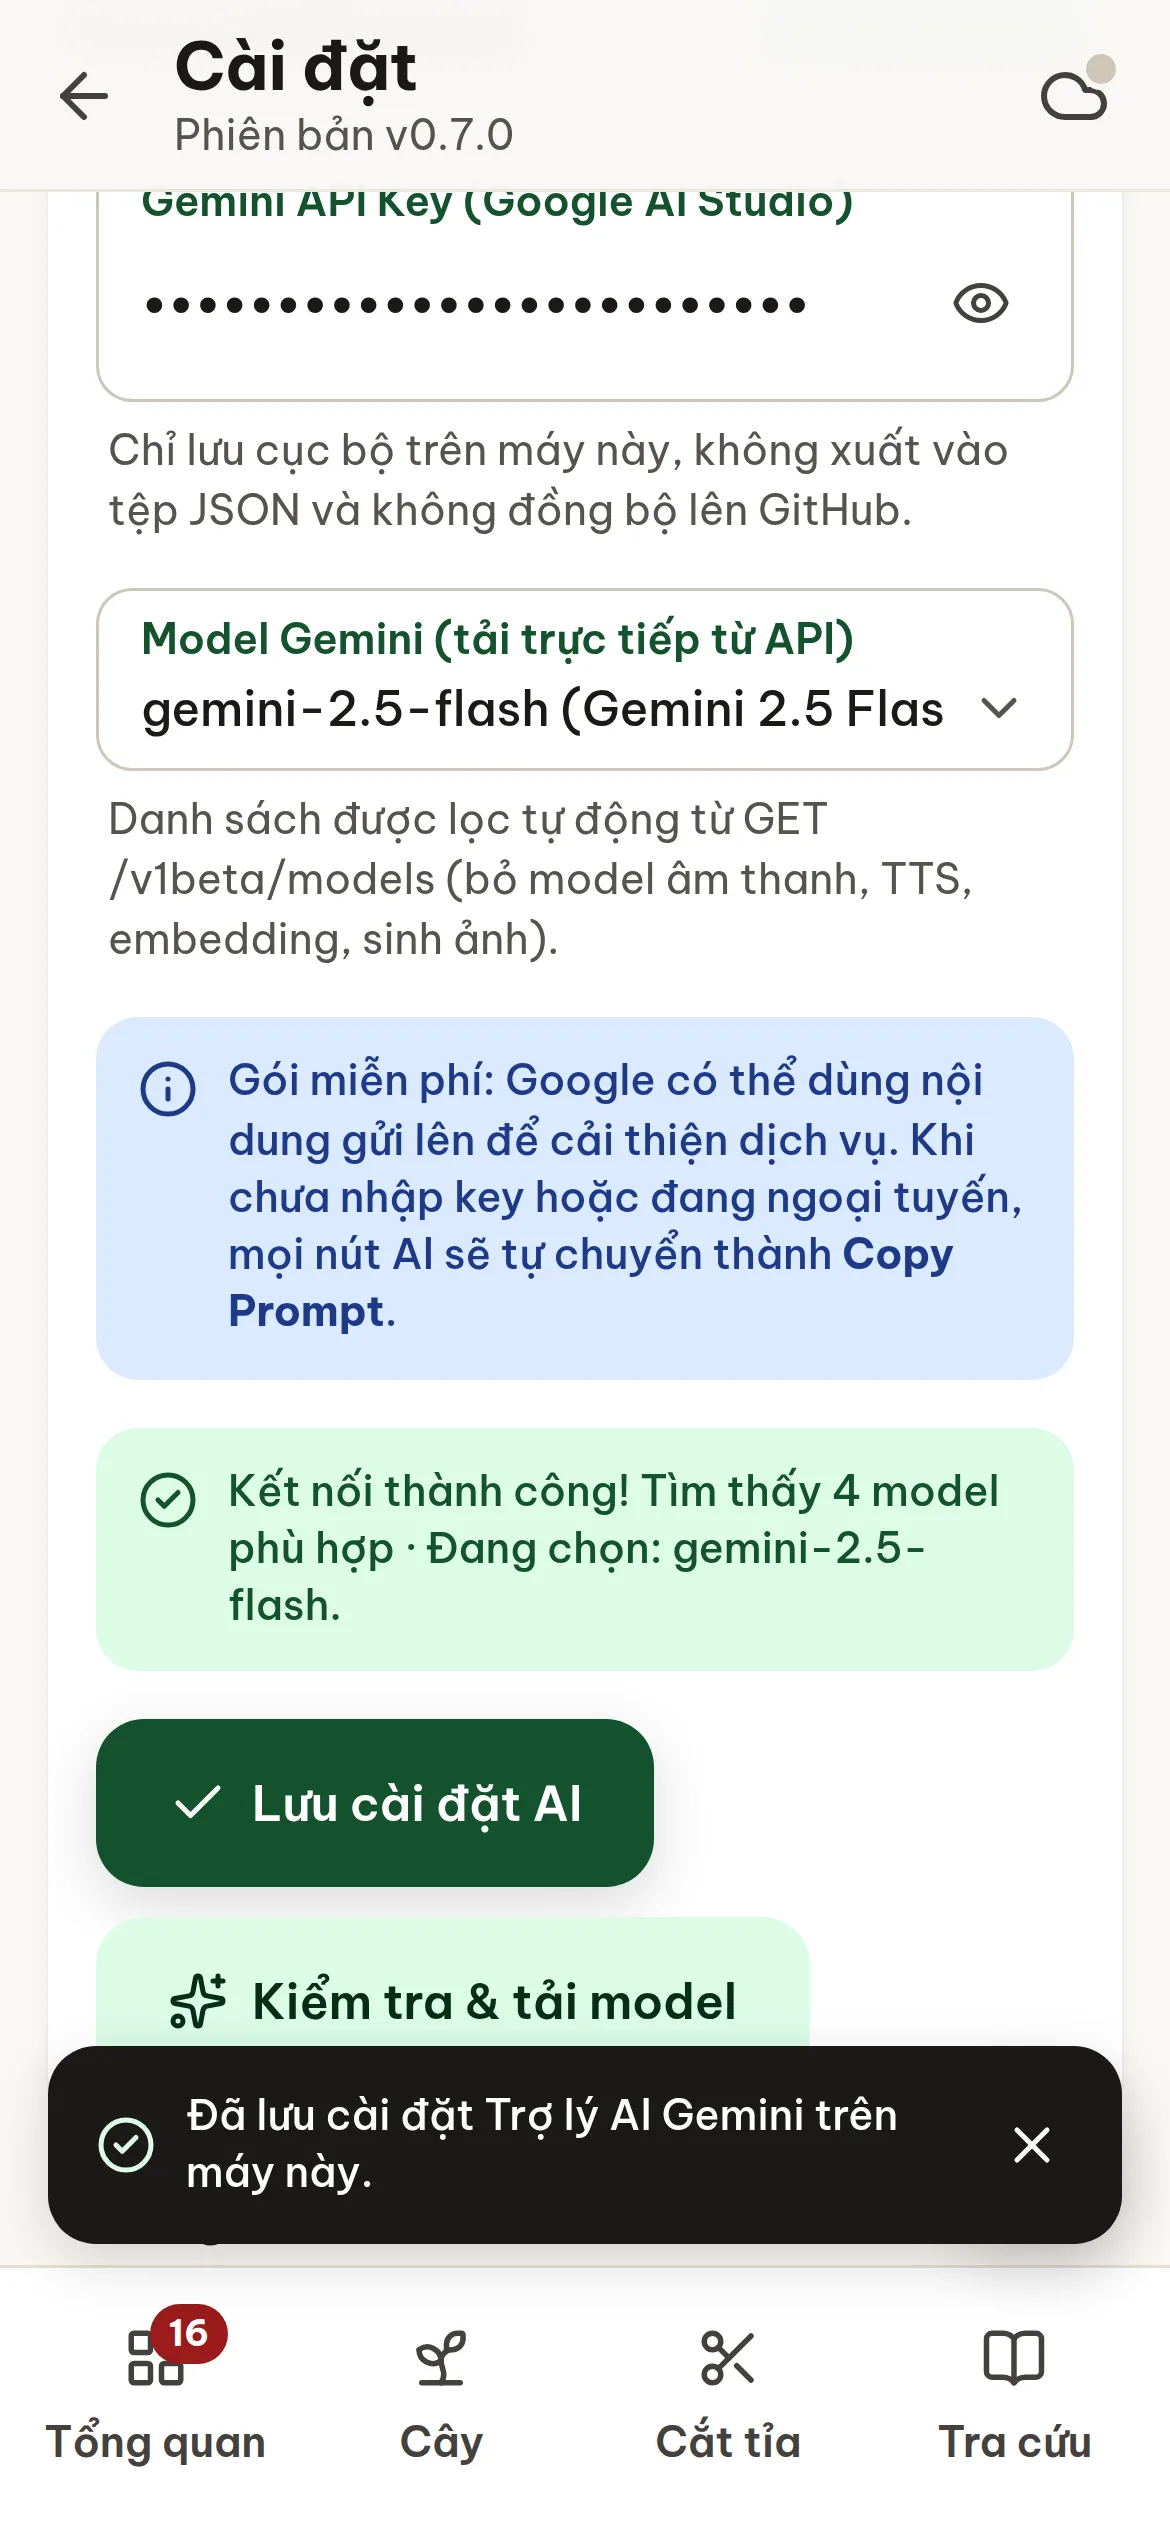 Cài đặt
Phiên bản v0.7.0
Gemini API Key (Google AI Studio)
•••••••••••••••••••••••••
Chỉ lưu cục bộ trên máy này, không xuất vào
tệp JSON và không đồng bộ lên GitHub.
Model Gemini (tải trực tiếp từ API)
gemini-2.5-flash (Gemini 2.5 Flas
Danh sách được lọc tự động từ GET
/v1beta/models (bỏ model âm thanh, TTS,
embedding, sinh ảnh).
Gói miễn phí: Google có thể dùng nội
dung gửi lên để cải thiện dịch vụ. Khi
chưa nhập key hoặc đang ngoại tuyến,
mọi nút AI sẽ tự chuyển thành Copy
Prompt.
Kết nối thành công! Tìm thấy 4 model
phù hợp · Đang chọn: gemini-2.5-
flash.
Lưu cài đặt AI
Kiểm tra & tải model
Đã lưu cài đặt Trợ lý AI Gemini trên
máy này.
16
Tổng quan
Cây
Cắt tỉa
Tra cứu